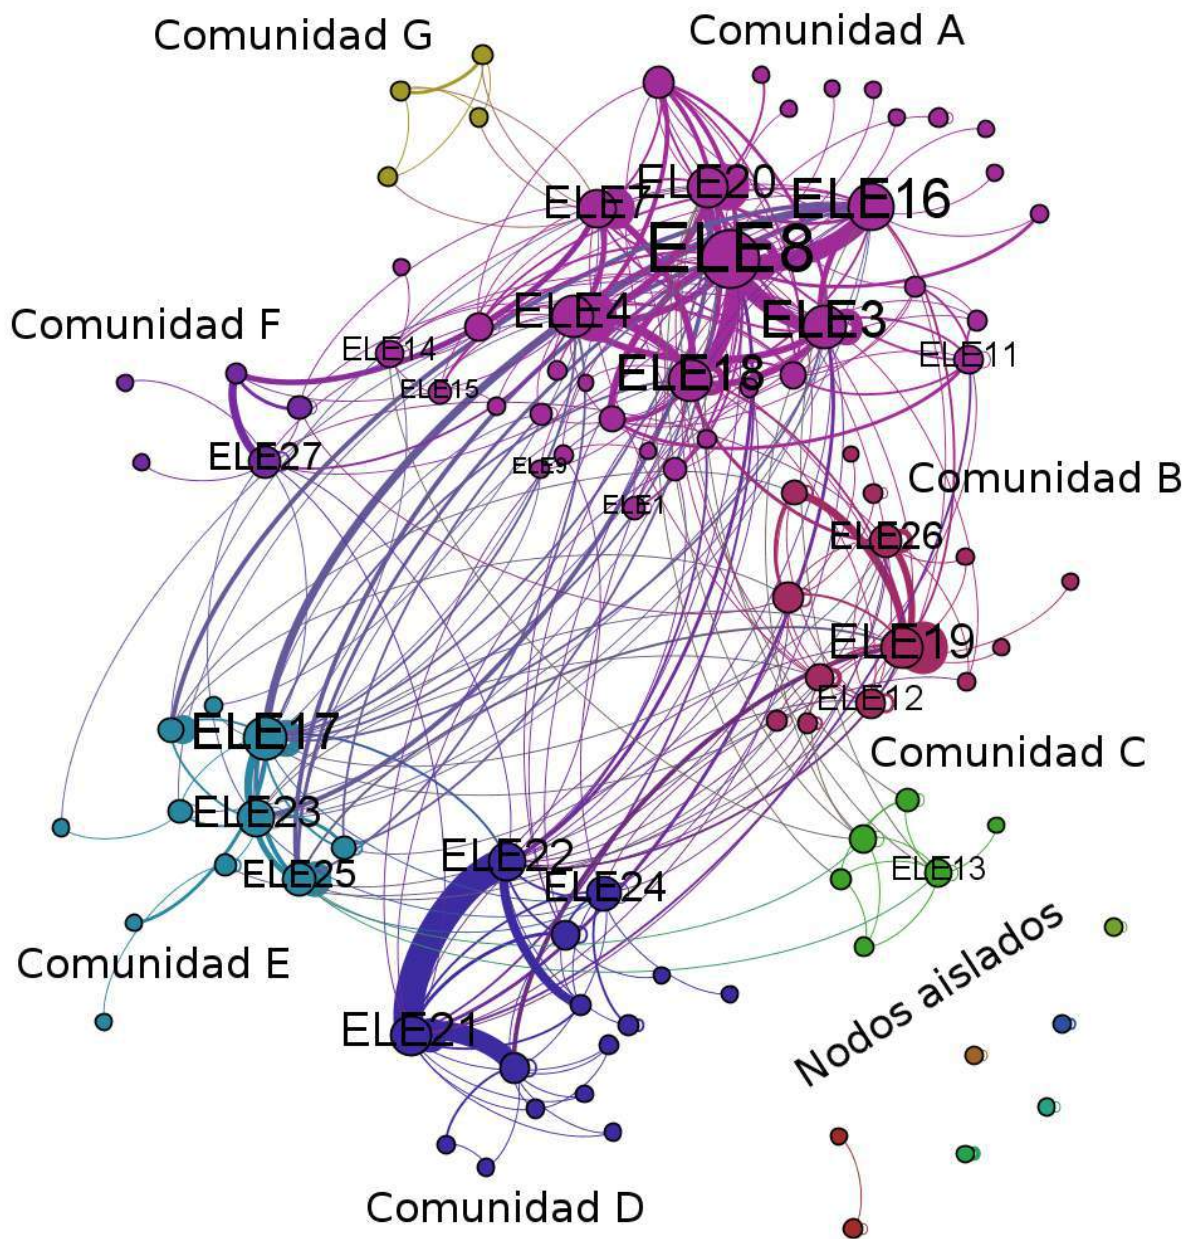 Comunidad G
Comunidad A
ELE20
ELE7
ELE16
ELE8
ELE4
ELE3
Comunidad F
ELE14
ELE11
ELE18
ELE15
ELE27
ELE9
Comunidad B
ELE1
ELE26
ELE19
ELE12
ELE17
Comunidad C
ELE23
ELE22
ELE13
ELE25
ELE24
Comunidad E
Nodos aislados
ELE21
Comunidad D